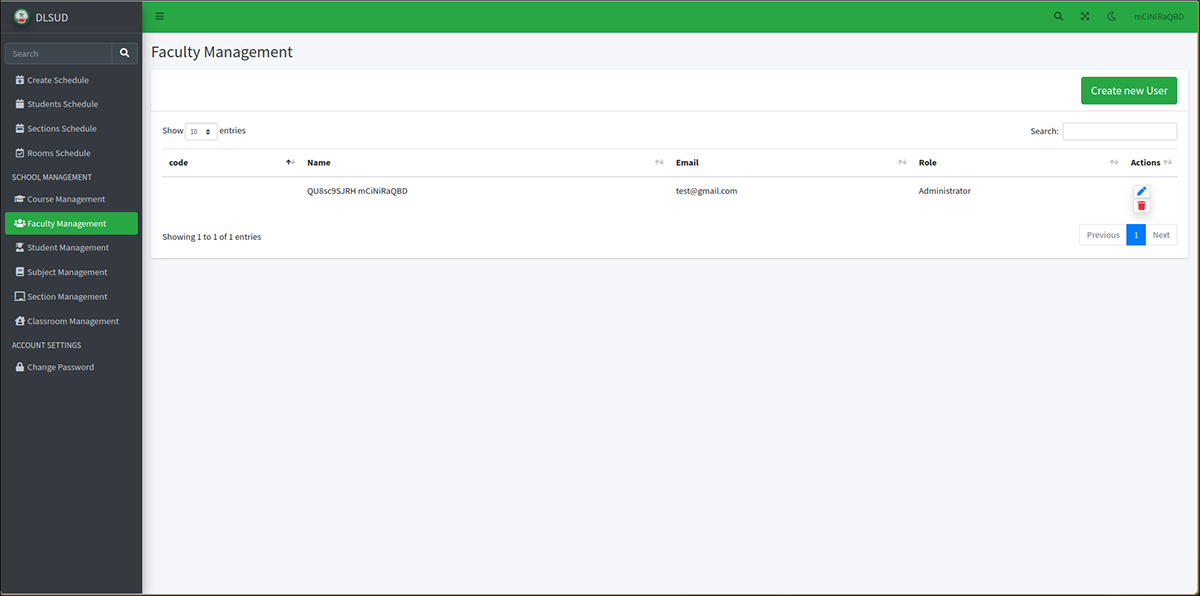 DLSUD
mCiNiRaQBD
Search
Create Schedule
Students Schedule
Sections Schedule
Rooms Schedule
SCHOOL MANAGEMENT
Course Management
Faculty Management
Student Management
Subject Management
Section Management
Classroom Management
ACCOUNT SETTINGS
Change Password
Faculty Management
Create new User
Show 10 entries
Search:
code Name Email Role Actions
QU8sc9SJRH mCiNiRaQBD test@gmail.com Administrator
Showing 1 to 1 of 1 entries
Previous 1 Next